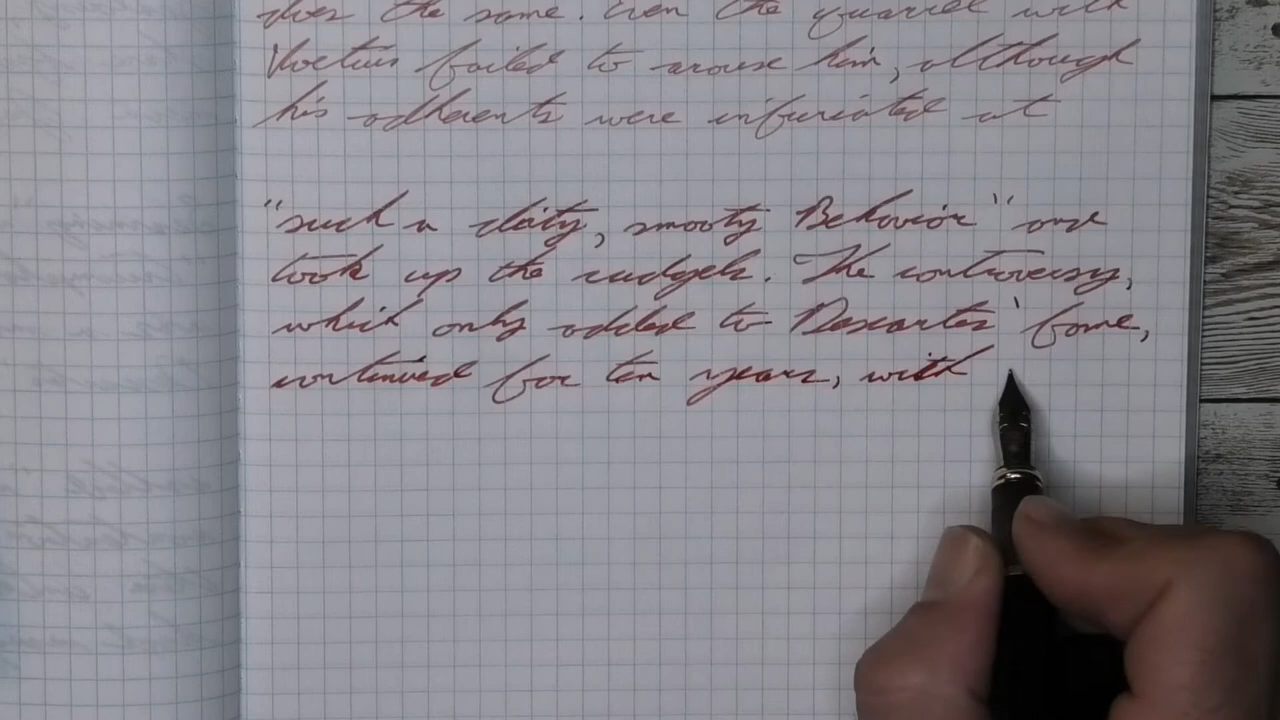 does the same. Even the quarrel with
Voetius failed to arouse him, although
his adherents were infuriated at
"such a dirty, snooty Behavior" and
took up the cudgels. The controversy,
which only added to Descartes' fame,
continued for ten years, with